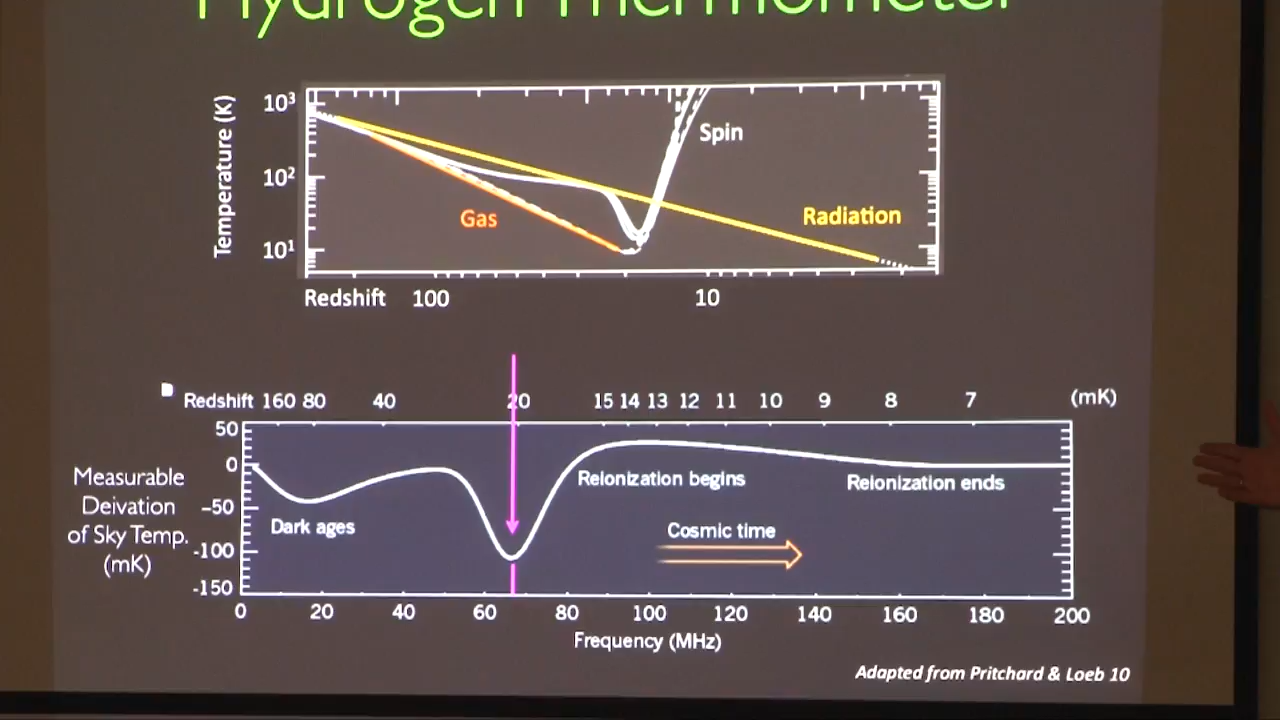 Hydrogen Thermometer
Temperature (K)
10³
10²
10¹
Spin
Gas
Radiation
Redshift 100 10
Redshift 160 80 40 20 15 14 13 12 11 10 9 8 7 (mK)
Measurable
Deivation
of Sky Temp.
(mK)
50
0
-50
-100
-150
Dark ages
Reionization begins
Reionization ends
Cosmic time
0 20 40 60 80 100 120 140 160 180 200
Frequency (MHz)
Adapted from Pritchard & Loeb 10